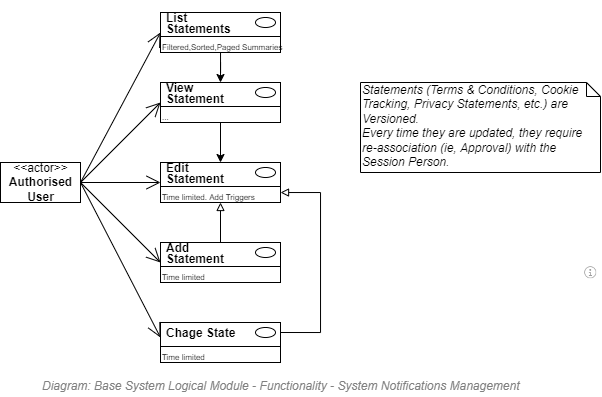 List
Statements
Filtered,Sorted,Paged Summaries
View
Statement
...
<<actor>>
Authorised
User
Edit
Statement
Time limited. Add Triggers
Add
Statement
Time limited
Chage State
Time limited
Statements (Terms & Conditions, Cookie
Tracking, Privacy Statements, etc.) are
Versioned.
Every time they are updated, they require
re-association (ie, Approval) with the
Session Person.
Diagram: Base System Logical Module - Functionality - System Notifications Management